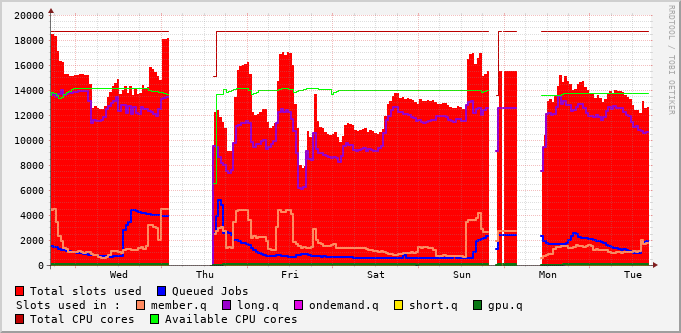 20000
18000
16000
14000
12000
10000
8000
6000
4000
2000
0
Wed Thu Fri Sat Sun Mon Tue
RRDTOOL / TOBI OETIKER
Total slots used Queued Jobs
Slots used in : member.q long.q ondemand.q short.q gpu.q
Total CPU cores Available CPU cores